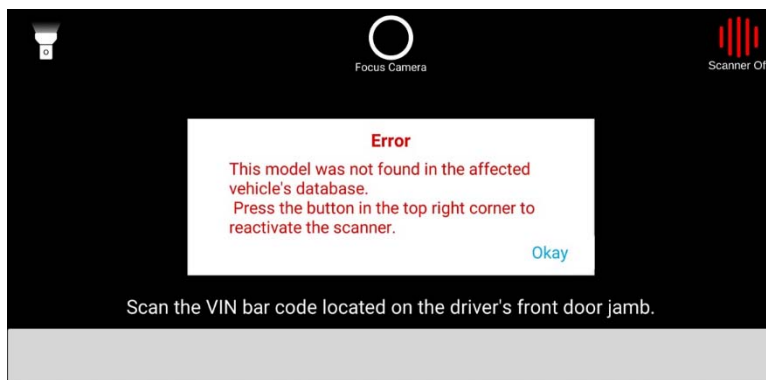 Focus Camera
Scanner Of
Error
This model was not found in the affected
vehicle's database.
Press the button in the top right corner to
reactivate the scanner.
Okay
Scan the VIN bar code located on the driver's front door jamb.